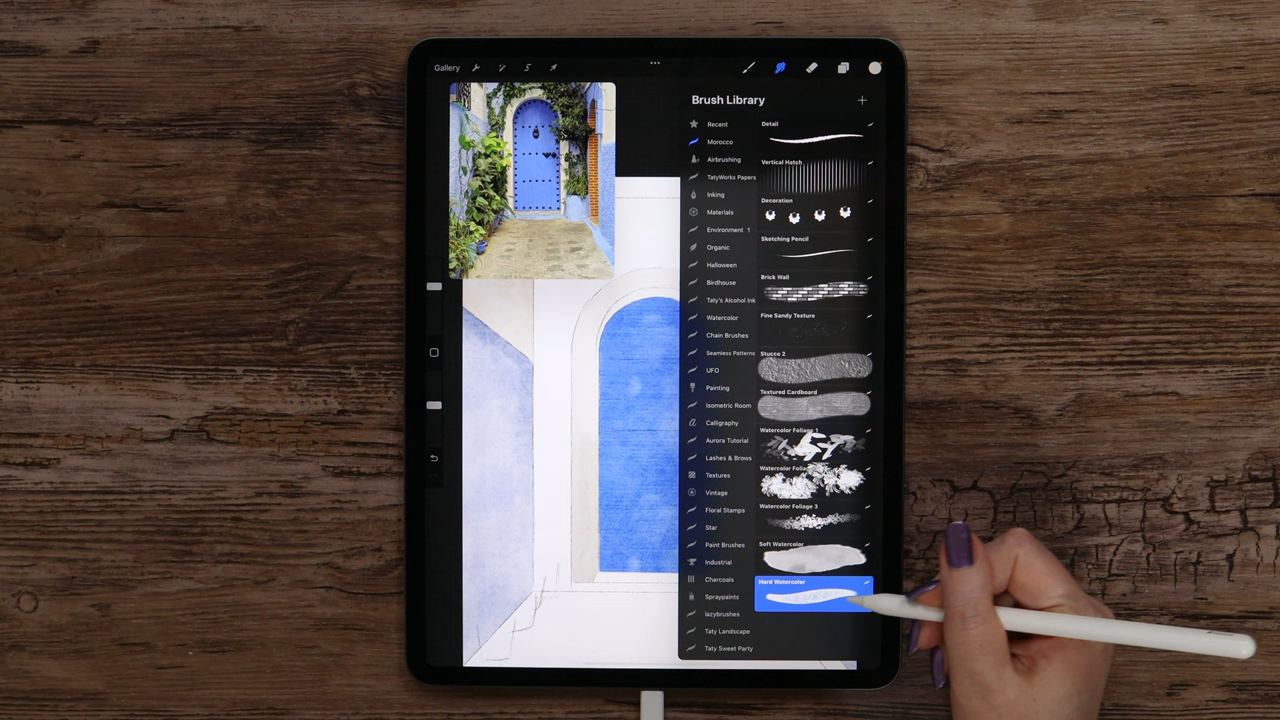 Gallery
Brush Library
Recent
Morocco
Airbrushing
TatyWorks Papers
Inking
Materials
Environment 1
Organic
Halloween
Birdhouse
Taty's Alcohol Ink
Watercolor
Chain Brushes
Seamless Patterns
UFO
Painting
Isometric Room
Calligraphy
Aurora Tutorial
Lashes & Brows
Textures
Vintage
Floral Stamps
Star
Paint Brushes
Industrial
Charcoals
Spraypaints
lazybrushes
Taty Landscape
Taty Sweet Party
Detail
Vertical Hatch
Decoration
Sketching Pencil
Brick Wall
Fine Sandy Texture
Stucco 2
Textured Cardboard
Watercolor Foliage 1
Watercolor
Watercolor Foliage 3
Soft Watercolor
Hard Watercolor